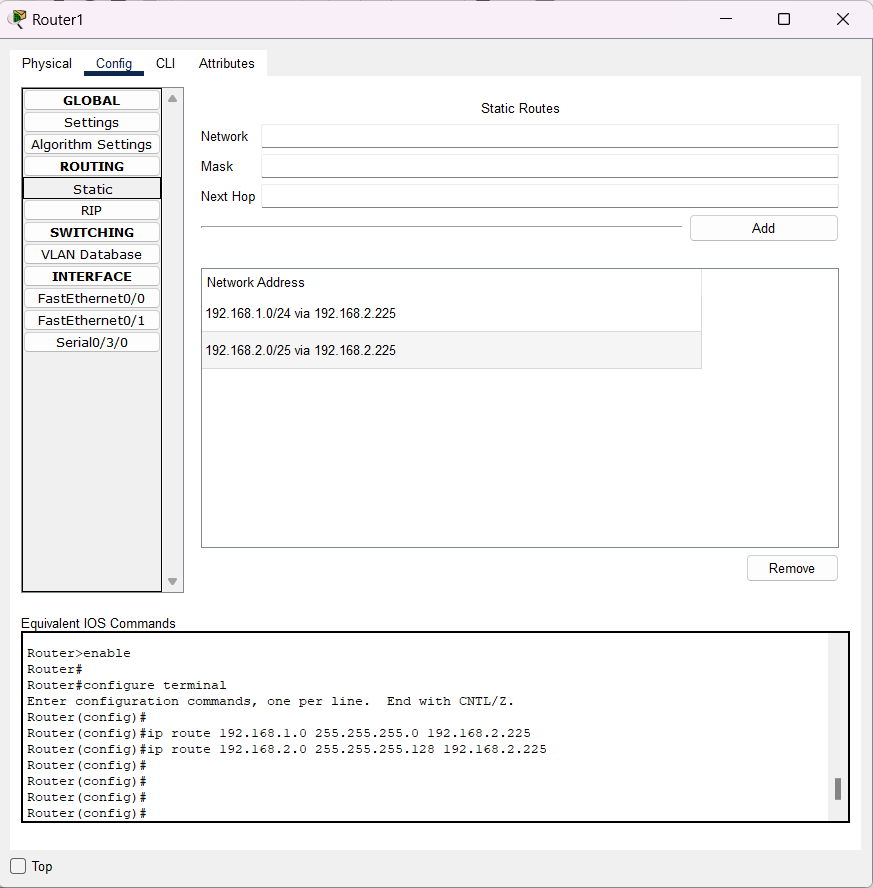 Router1
Physical Config CLI Attributes
GLOBAL
Settings
Algorithm Settings
ROUTING
Static
RIP
SWITCHING
VLAN Database
INTERFACE
FastEthernet0/0
FastEthernet0/1
Serial0/3/0
Static Routes
Network
Mask
Next Hop
Add
Network Address
192.168.1.0/24 via 192.168.2.225
192.168.2.0/25 via 192.168.2.225
Remove
Equivalent IOS Commands
Router>enable
Router#
Router#configure terminal
Enter configuration commands, one per line.  End with CNTL/Z.
Router(config)#
Router(config)#ip route 192.168.1.0 255.255.255.0 192.168.2.225
Router(config)#ip route 192.168.2.0 255.255.255.128 192.168.2.225
Router(config)#
Router(config)#
Router(config)#
Router(config)#
Top